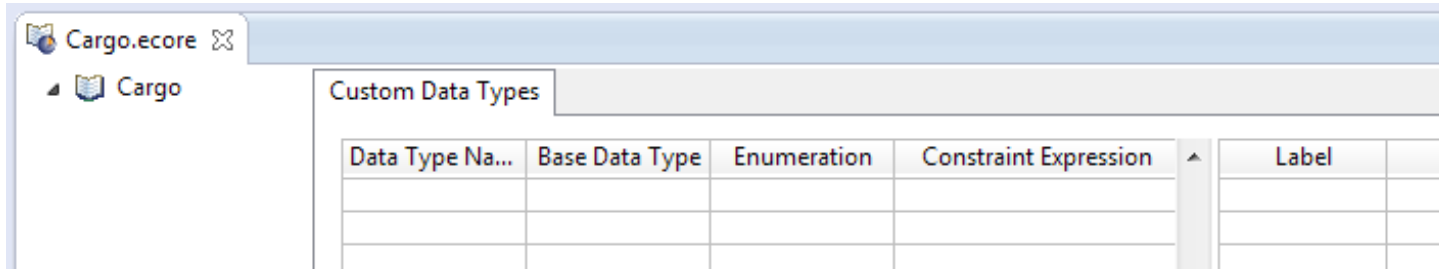 Cargo.ecore
Cargo
Custom Data Types
Data Type Na... Base Data Type Enumeration Constraint Expression Label